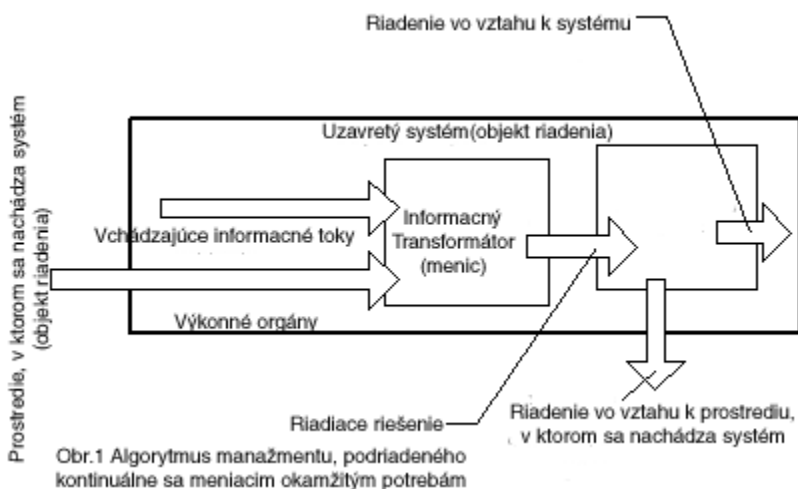 Riadenie vo vztahu k systému
Uzavretý systém(objekt riadenia)
Prostredie, v ktorom sa nachádza systém
(objekt riadenia)
Informacný
Transformátor
(menic)
Vchádzajúce informacné toky
Výkonné orgány
Riadiace riešenie
Riadenie vo vztahu k prostrediu,
v ktorom sa nachádza systém
Obr.1 Algorytmus manažmentu, podriadeného
kontinuálne sa meniacim okamžitým potrebám